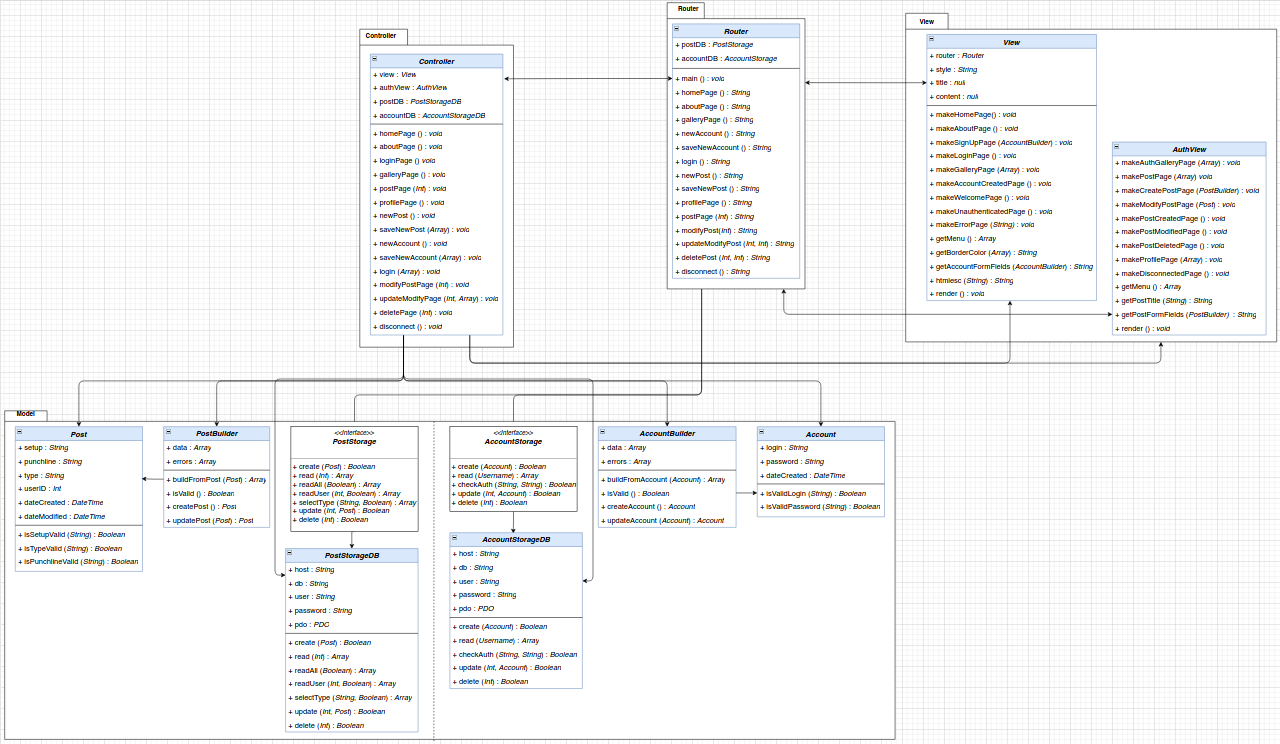 Controller
Controller
+ view : View
+ authView : AuthView
+ postDB : PostStorageDB
+ accountDB : AccountStorageDB
+ homePage () : void
+ aboutPage () : void
+ loginPage () void
+ galleryPage () : void
+ postPage (Int) : void
+ profilePage () : void
+ newPost () : void
+ saveNewPost (Array) : void
+ newAccount () : void
+ saveNewAccount (Array) : void
+ login (Array) : void
+ modifyPostPage (Int) : void
+ updateModifyPage (Int, Array) : void
+ deletePage (Int) : void
+ disconnect () : void
Router
Router
+ postDB : PostStorage
+ accountDB : AccountStorage
+ main () : void
+ homePage () : String
+ aboutPage () : String
+ galleryPage () : String
+ newAccount () : String
+ saveNewAccount () : String
+ login () : String
+ newPost () : String
+ saveNewPost () : String
+ profilePage () : String
+ postPage (Int) : String
+ modifyPost(Int) : String
+ updateModifyPost (Int, Int) : String
+ deletePost (Int, Int) : String
+ disconnect () : String
View
View
+ router : Router
+ style : String
+ title : null
+ content : null
+ makeHomePage() : void
+ makeAboutPage () : void
+ makeSignUpPage (AccountBuilder) : void
+ makeLoginPage () : void
+ makeGalleryPage (Array) : void
+ makeAccountCreatedPage () : void
+ makeWelcomePage () : void
+ makeUnauthenticatedPage () : void
+ makeErrorPage (String) : void
+ getMenu () : Array
+ getBorderColor (Array) : String
+ getAccountFormFields (AccountBuilder) : String
+ htmlesc (String) : String
+ render () : void
AuthView
+ makeAuthGalleryPage (Array) : void
+ makePostPage (Array) void
+ makeCreatePostPage (PostBuilder) : void
+ makeModifyPostPage (Post) : void
+ makePostCreatedPage () : void
+ makePostModifiedPage () : void
+ makePostDeletedPage () : void
+ makeProfilePage (Array) : void
+ makeDisconnectedPage () : void
+ getMenu () : Array
+ getPostTitle (String) : String
+ getPostFormFields (PostBuilder) : String
+ render () : void
Model
Post
+ setup : String
+ punchline : String
+ type : String
+ userID : Int
+ dateCreated : DateTime
+ dateModified : DateTime
+ isSetupValid (String) : Boolean
+ isTypeValid (String) : Boolean
+ isPunchlineValid (String) : Boolean
PostBuilder
+ data : Array
+ errors : Array
+ buildFromPost (Post) : Array
+ isValid () : Boolean
+ createPost () : Post
+ updatePost (Post) : Post
<<Interface>>
PostStorage
+ create (Post) : Boolean
+ read (Int) : Array
+ readAll (Boolean) : Array
+ readUser (Int, Boolean) : Array
+ selectType (String, Boolean) : Array
+ update (Int, Post) : Boolean
+ delete (Int) : Boolean
PostStorageDB
+ host : String
+ db : String
+ user : String
+ password : String
+ pdo : PDO
+ create (Post) : Boolean
+ read (Int) : Array
+ readAll (Boolean) : Array
+ readUser (Int, Boolean) : Array
+ selectType (String, Boolean) : Array
+ update (Int, Post) : Boolean
+ delete (Int) : Boolean
<<Interface>>
AccountStorage
+ create (Account) : Boolean
+ read (Username) : Array
+ checkAuth (String, String) : Boolean
+ update (Int, Account) : Boolean
+ delete (Int) : Boolean
AccountStorageDB
+ host : String
+ db : String
+ user : String
+ password : String
+ pdo : PDO
+ create (Account) : Boolean
+ read (Username) : Array
+ checkAuth (String, String) : Boolean
+ update (Int, Account) : Boolean
+ delete (Int) : Boolean
AccountBuilder
+ data : Array
+ errors : Array
+ buildFromAccount (Account) : Array
+ isValid () : Boolean
+ createAccount () : Account
+ updateAccount (Account) : Account
Account
+ login : String
+ password : String
+ dateCreated : DateTime
+ isValidLogin (String) : Boolean
+ isValidPassword (String) : Boolean